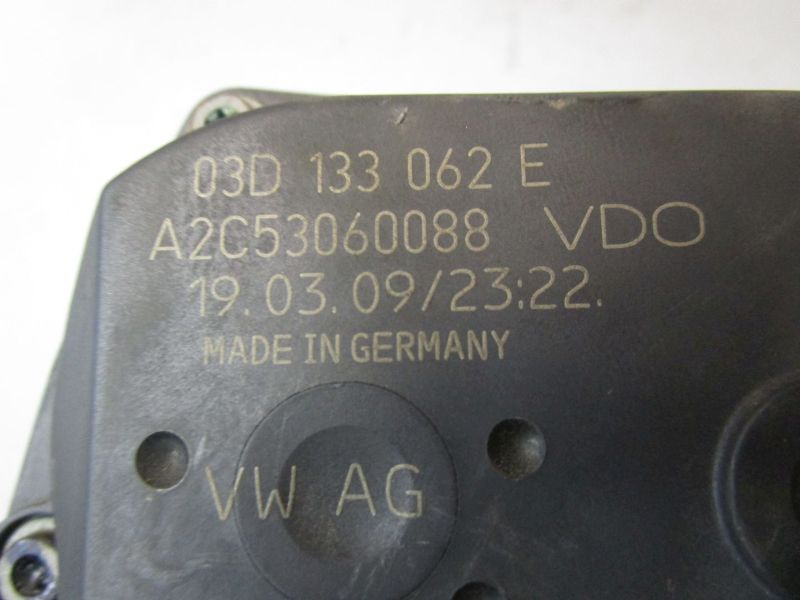 03D 133 062 E
A2C53060088 VDO
19.03.09/23:22.
MADE IN GERMANY
VW AG